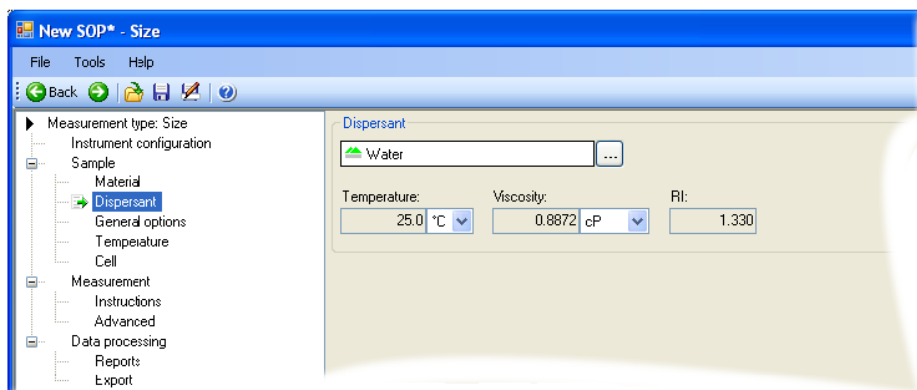 New SOP* - Size
File Tools Help
Back
Measurement type: Size
Instrument configuration
Sample
Material
Dispersant
General options
Temperature
Cell
Measurement
Instructions
Advanced
Data processing
Reports
Export
Dispersant
Water
...
Temperature: Viscosity: RI:
25.0 °C 0.8872 cP 1.330